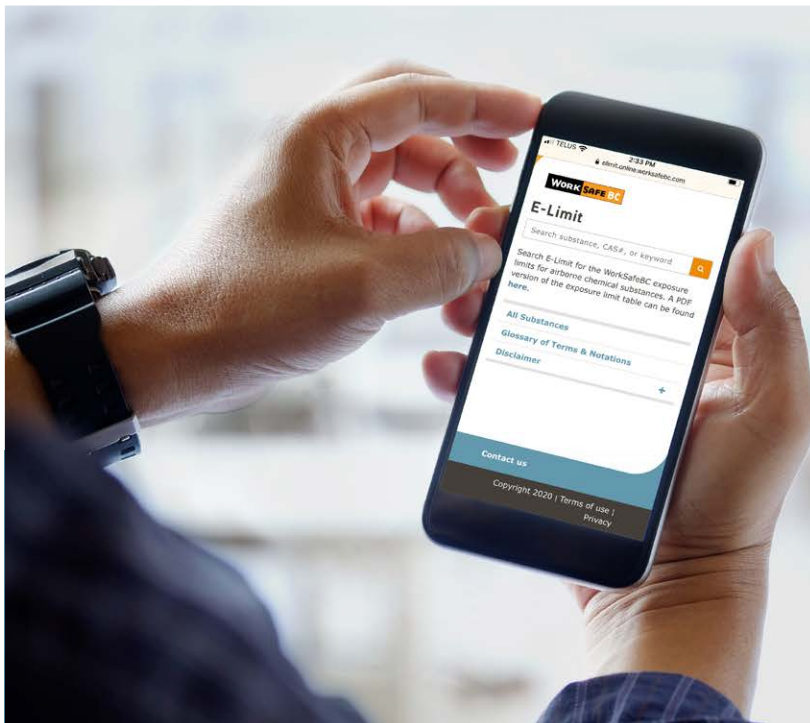 TELUS
2:33 PM
elimit.online.worksafebc.com
WORK SAFE BC
E-Limit
Search substance, CAS#, or keyword
Search E-Limit for the WorkSafeBC exposure
limits for airborne chemical substances. A PDF
version of the exposure limit table can be found
here.
All Substances
Glossary of Terms & Notations
Disclaimer
+
Contact us
Copyright 2020 | Terms of use |
Privacy